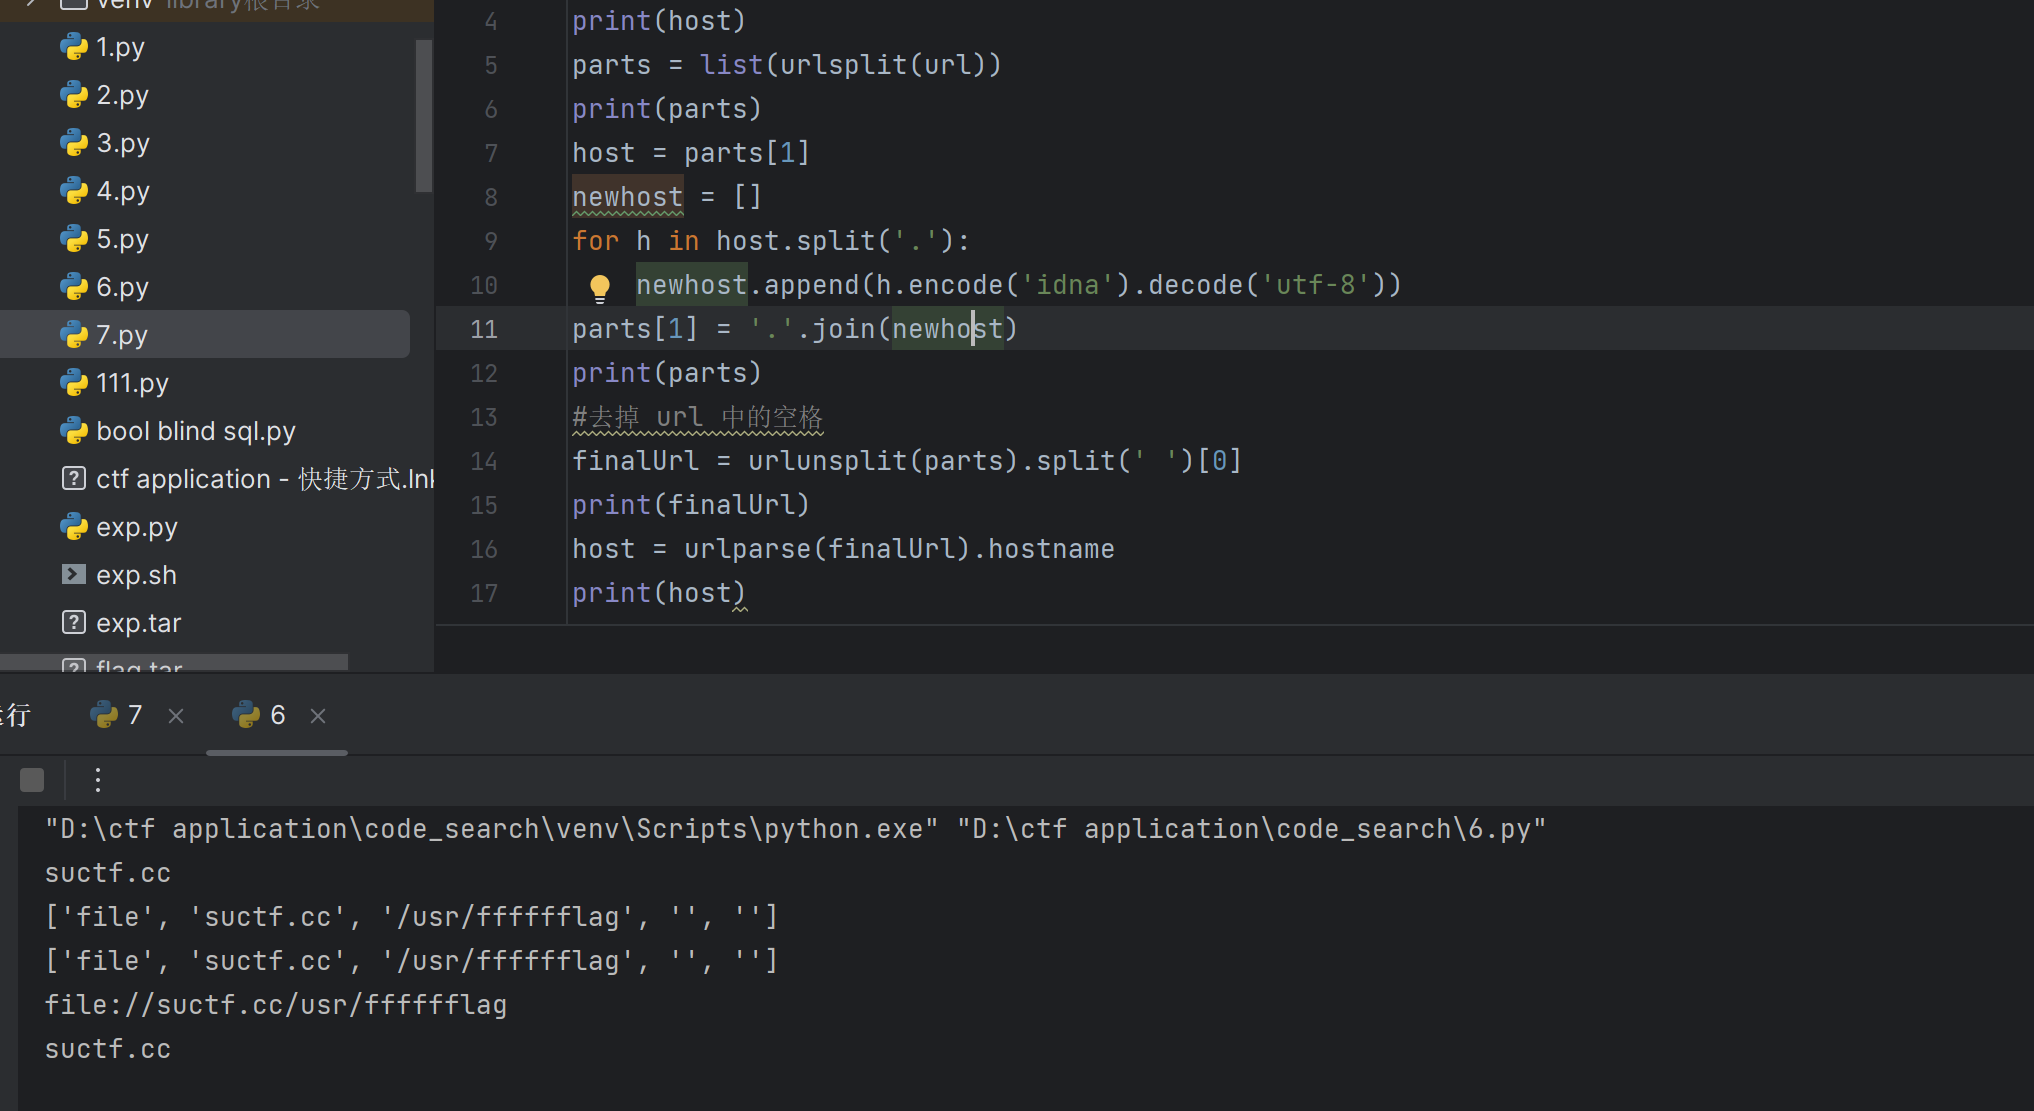 venv library根目录
1.py
2.py
3.py
4.py
5.py
6.py
7.py
111.py
bool blind sql.py
ctf application - 快捷方式.lnk
exp.py
exp.sh
exp.tar
flag.tar
4 print(host)
5 parts = list(urlsplit(url))
6 print(parts)
7 host = parts[1]
8 newhost = []
9 for h in host.split('.'):
10 newhost.append(h.encode('idna').decode('utf-8'))
11 parts[1] = '.'.join(newhost)
12 print(parts)
13 #去掉 url 中的空格
14 finalUrl = urlunsplit(parts).split(' ')[0]
15 print(finalUrl)
16 host = urlparse(finalUrl).hostname
17 print(host)
运行 7 6
"D:\ctf application\code_search\venv\Scripts\python.exe" "D:\ctf application\code_search\6.py"
suctf.cc
['file', 'suctf.cc', '/usr/fffffflag', '', '']
['file', 'suctf.cc', '/usr/fffffflag', '', '']
file://suctf.cc/usr/fffffflag
suctf.cc